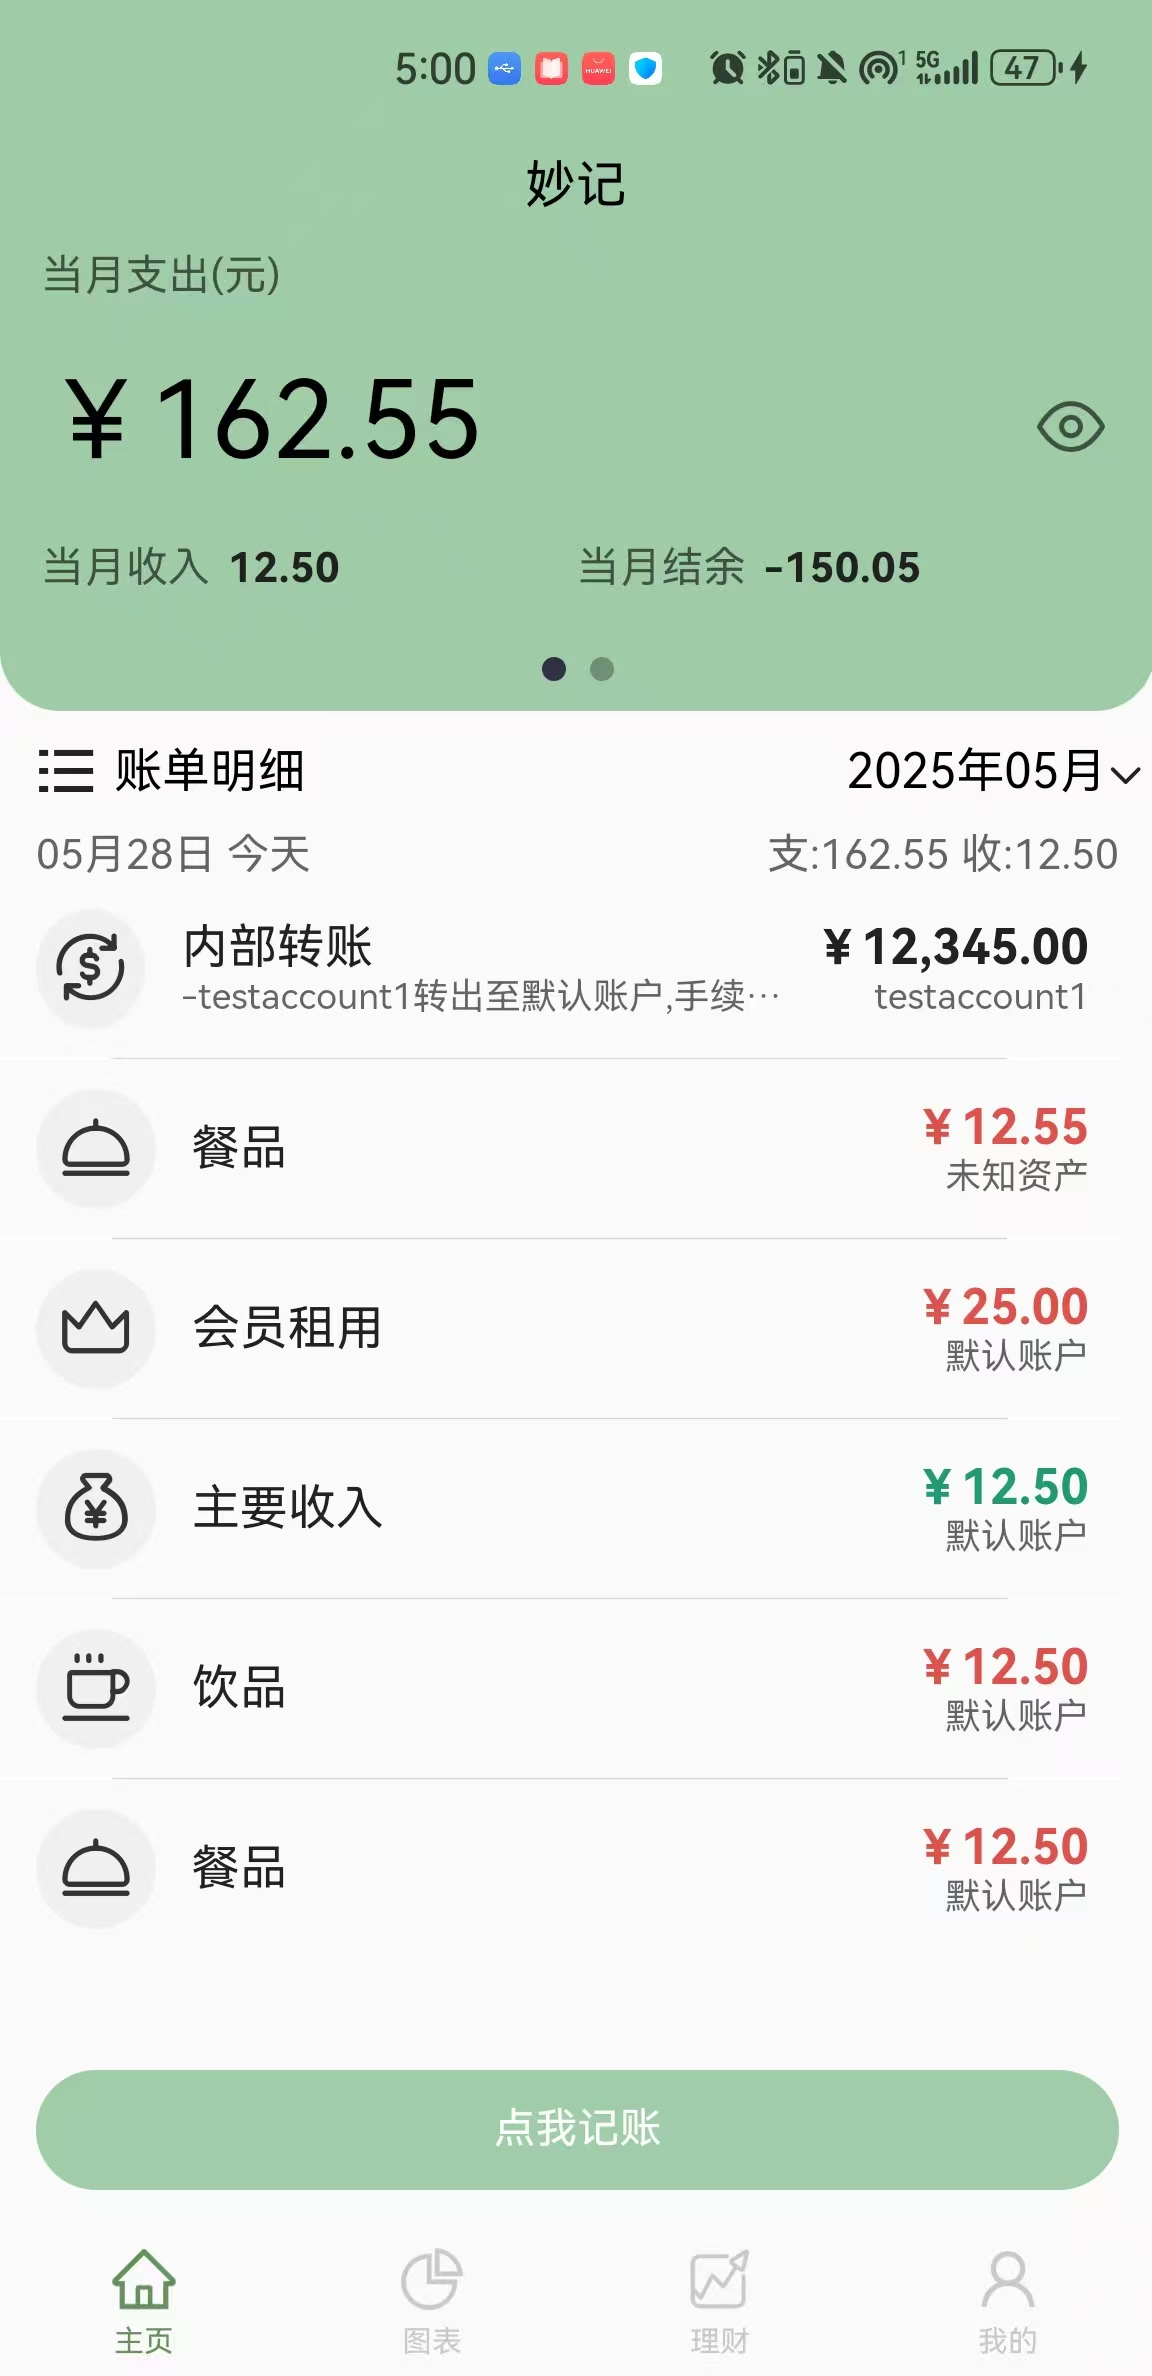 5:00 HUAWEI 1 5G 47
妙记
当月支出(元)
¥ 162.55
当月收入 12.50 当月结余 -150.05
账单明细 2025年05月
05月28日 今天 支:162.55 收:12.50
内部转账 ¥ 12,345.00
-testaccount1转出至默认账户,手续… testaccount1
餐品 ¥ 12.55
未知资产
会员租用 ¥ 25.00
默认账户
主要收入 ¥ 12.50
默认账户
饮品 ¥ 12.50
默认账户
餐品 ¥ 12.50
默认账户
点我记账
主页 图表 理财 我的